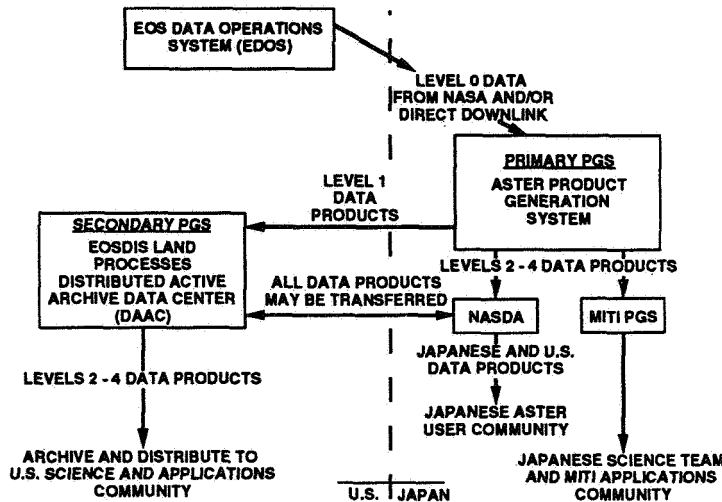 EOS DATA OPERATIONS
SYSTEM (EDOS)
LEVEL 0 DATA
FROM NASA AND/OR
DIRECT DOWNLINK
PRIMARY PGS
ASTER PRODUCT
GENERATION
SYSTEM
LEVEL 1
DATA
PRODUCTS
SECONDARY PGS
EOSDIS LAND
PROCESSES
DISTRIBUTED ACTIVE
ARCHIVE DATA CENTER
(DAAC)
LEVELS 2 - 4 DATA PRODUCTS
ALL DATA PRODUCTS
MAY BE TRANSFERRED
NASDA
MITI PGS
JAPANESE AND U.S.
DATA PRODUCTS
LEVELS 2 - 4 DATA PRODUCTS
JAPANESE ASTER
USER COMMUNITY
ARCHIVE AND DISTRIBUTE TO
U.S. SCIENCE AND APPLICATIONS
COMMUNITY
JAPANESE SCIENCE TEAM
AND MITI APPLICATIONS
COMMUNITY
U.S. JAPAN